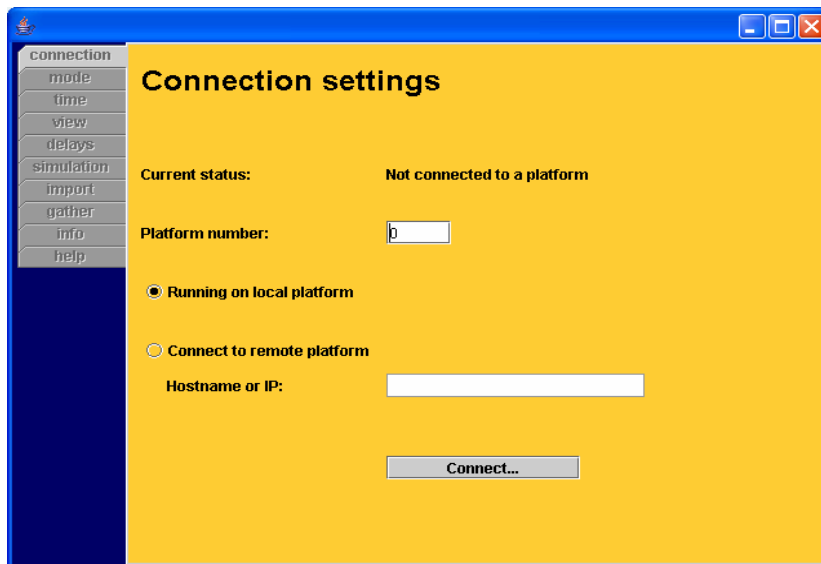 connection
mode
time
view
delays
simulation
import
gather
info
help
Connection settings
Current status: Not connected to a platform
Platform number: 0
Running on local platform
Connect to remote platform
Hostname or IP:
Connect...